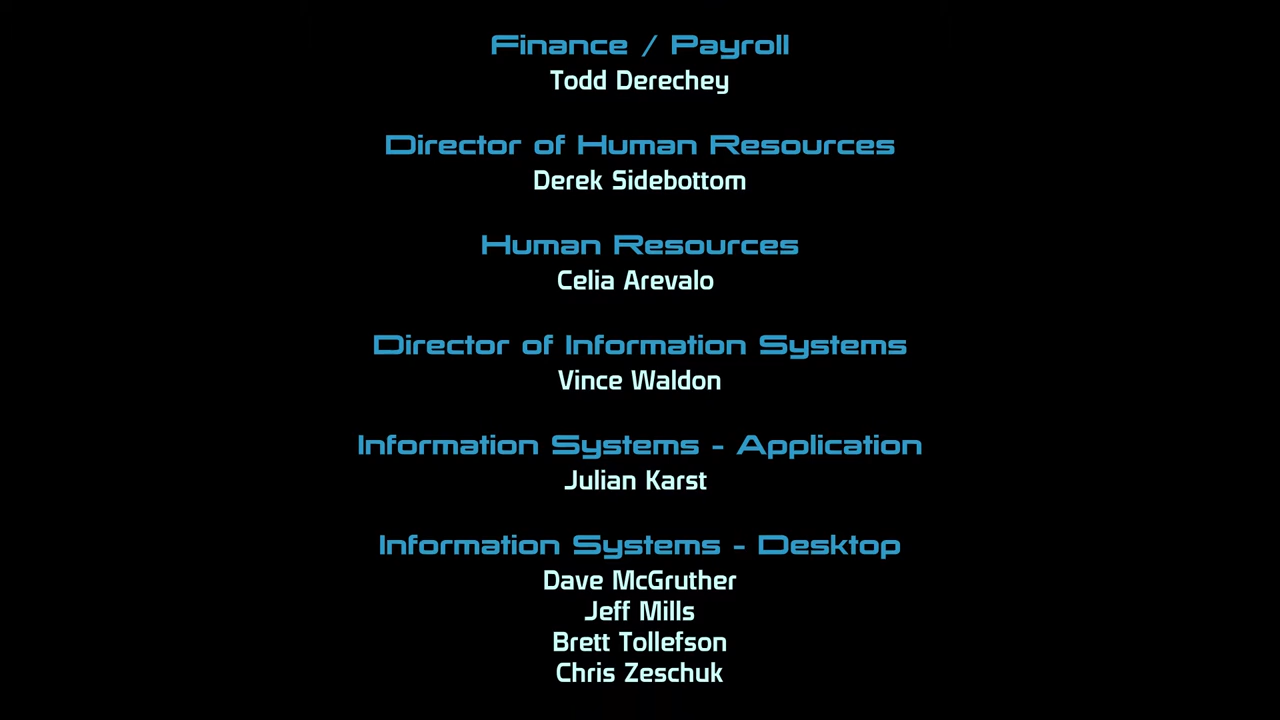 Finance / Payroll
Todd Derechey
Director of Human Resources
Derek Sidebottom
Human Resources
Celia Arevalo
Director of Information Systems
Vince Waldon
Information Systems - Application
Julian Karst
Information Systems - Desktop
Dave McGruther
Jeff Mills
Brett Tollefson
Chris Zeschuk